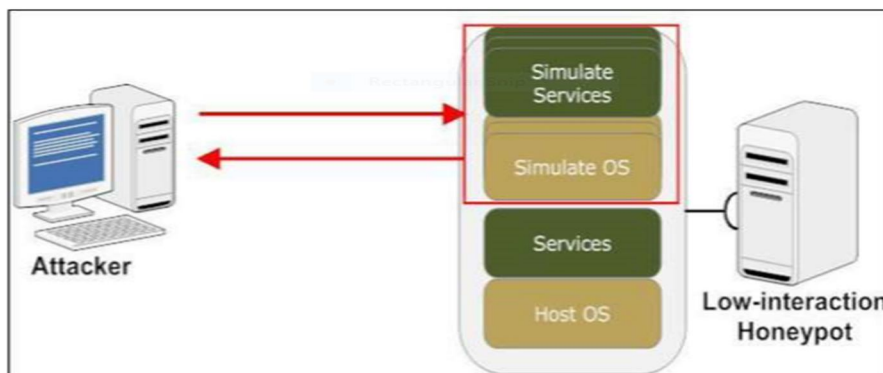 Simulate
Services
Simulate OS
Services
Host OS
Attacker
Low-interaction
Honeypot